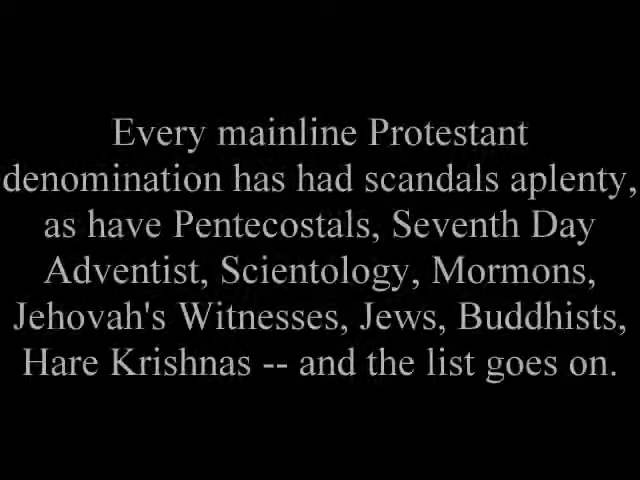 Every mainline Protestant
denomination has had scandals aplenty,
as have Pentecostals, Seventh Day
Adventist, Scientology, Mormons,
Jehovah's Witnesses, Jews, Buddhists,
Hare Krishnas -- and the list goes on.